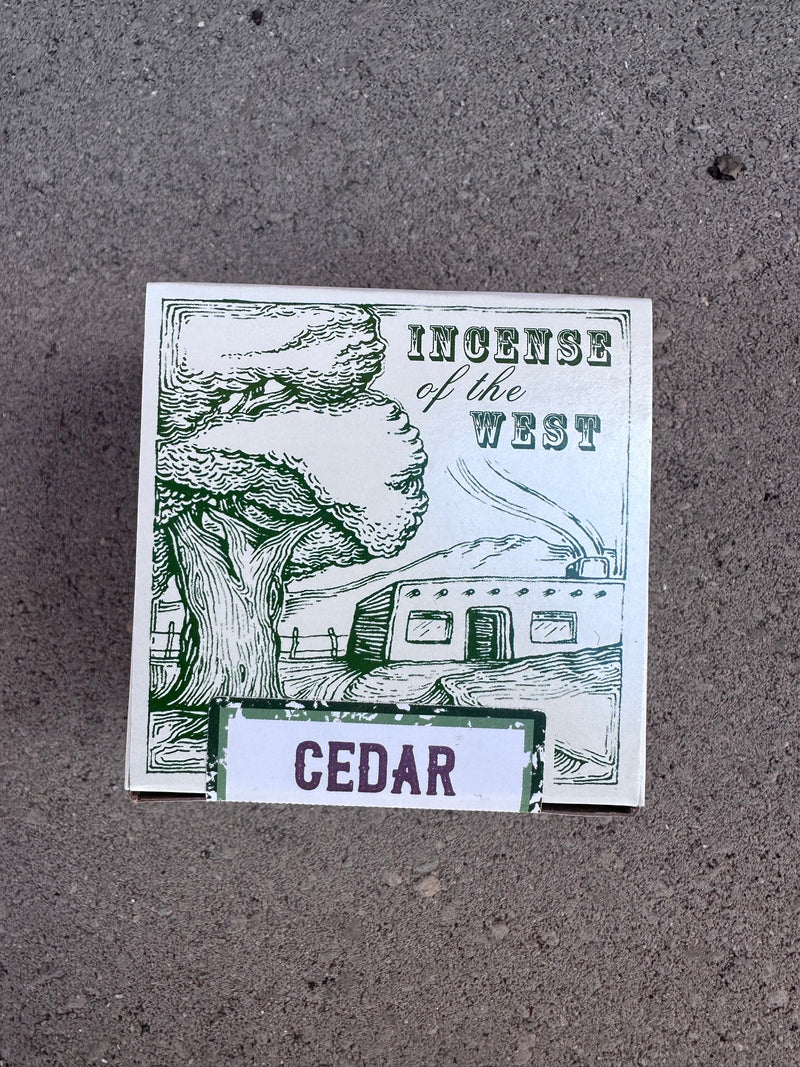 INCENSE
of the
WEST
CEDAR